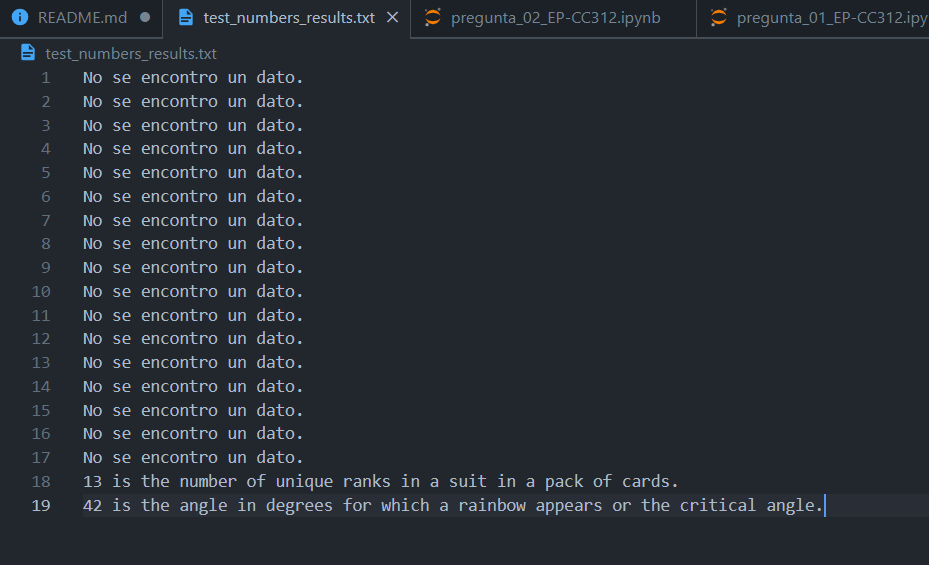 README.md
test_numbers_results.txt
pregunta_02_EP-CC312.ipynb
pregunta_01_EP-CC312.ipy
test_numbers_results.txt
1 No se encontro un dato.
2 No se encontro un dato.
3 No se encontro un dato.
4 No se encontro un dato.
5 No se encontro un dato.
6 No se encontro un dato.
7 No se encontro un dato.
8 No se encontro un dato.
9 No se encontro un dato.
10 No se encontro un dato.
11 No se encontro un dato.
12 No se encontro un dato.
13 No se encontro un dato.
14 No se encontro un dato.
15 No se encontro un dato.
16 No se encontro un dato.
17 No se encontro un dato.
18 13 is the number of unique ranks in a suit in a pack of cards.
19 42 is the angle in degrees for which a rainbow appears or the critical angle.